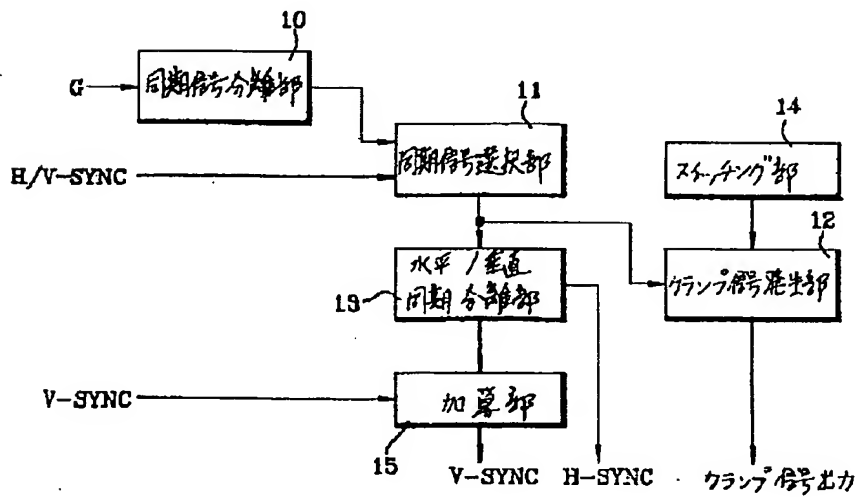 10
G
同期信号分離部
11
14
同期信号選択部
スイッチング部
H/V-SYNC
12
水平/垂直
同期分離部
13
クランプ信号発生部
V-SYNC
加算部
15
V-SYNC
H-SYNC
クランプ信号出力